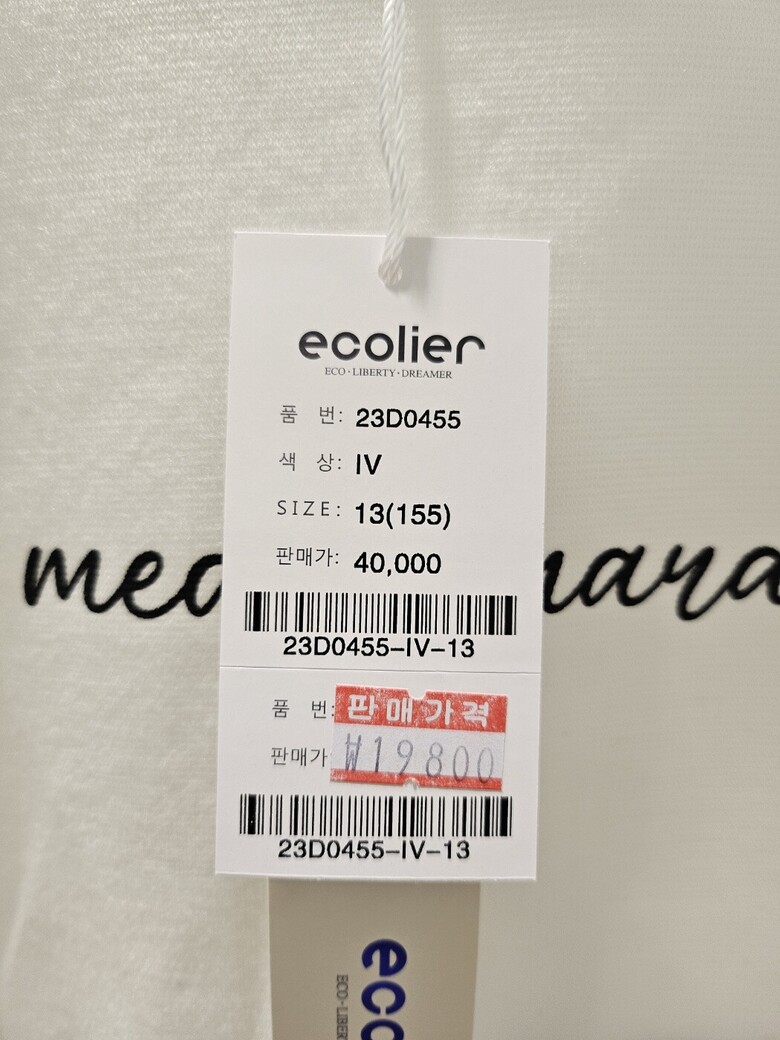 ecolier
ECO·LIBERTY·DREAMER
품 번: 23D0455
색 상: IV
SIZE: 13(155)
판매가: 40,000
23D0455-IV-13
품 번:
판매가격
판매가
₩19800
23D0455-IV-13
eco